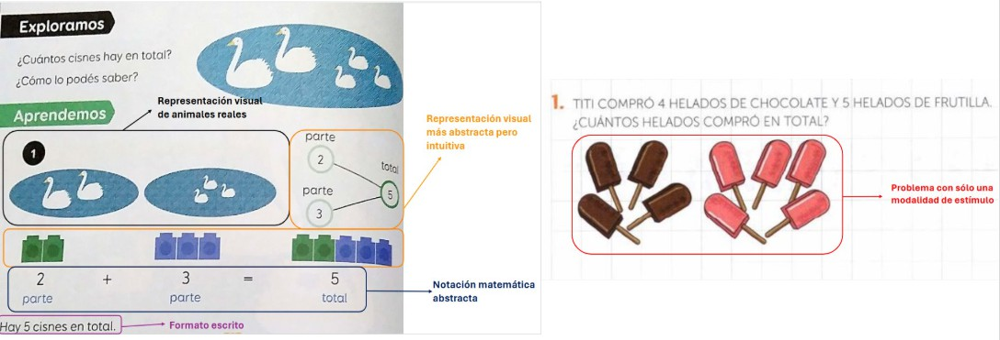 Exploramos
¿Cuántos cisnes hay en total?
¿Cómo lo podés saber?
Aprendemos
Representación visual
de animales reales
1
parte
2
total
5
parte
3
Representación visual
más abstracta pero
intuitiva
2 + 3 = 5
parte parte total
Notación matemática
abstracta
Hay 5 cisnes en total.
Formato escrito
1. TITI COMPRÓ 4 HELADOS DE CHOCOLATE Y 5 HELADOS DE FRUTILLA.
¿CUÁNTOS HELADOS COMPRÓ EN TOTAL?
Problema con sólo una
modalidad de estímulo